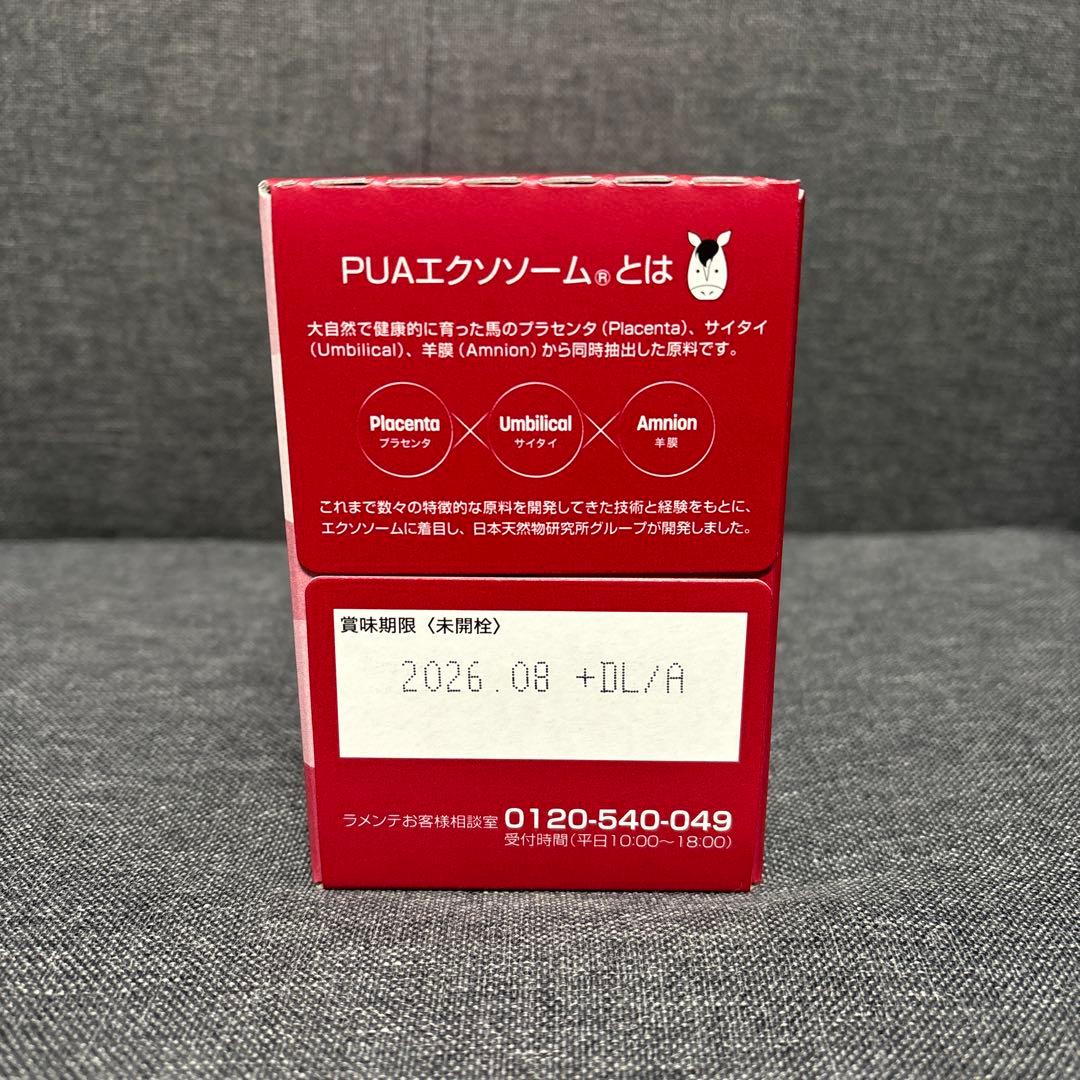 PUAエクソソーム®とは
大自然で健康的に育った馬のプラセンタ(Placenta)、サイタイ
(Umbilical)、羊膜(Amnion)から同時抽出した原料です。
Placenta × Umbilical × Amnion
プラセンタ サイタイ 羊膜
これまで数々の特徴的な原料を開発してきた技術と経験をもとに、
エクソソームに着目し、日本天然物研究所グループが開発しました。
賞味期限〈未開栓〉
2026.08 +DL/A
ラメンテお客様相談室 0120-540-049
受付時間(平日10:00〜18:00)